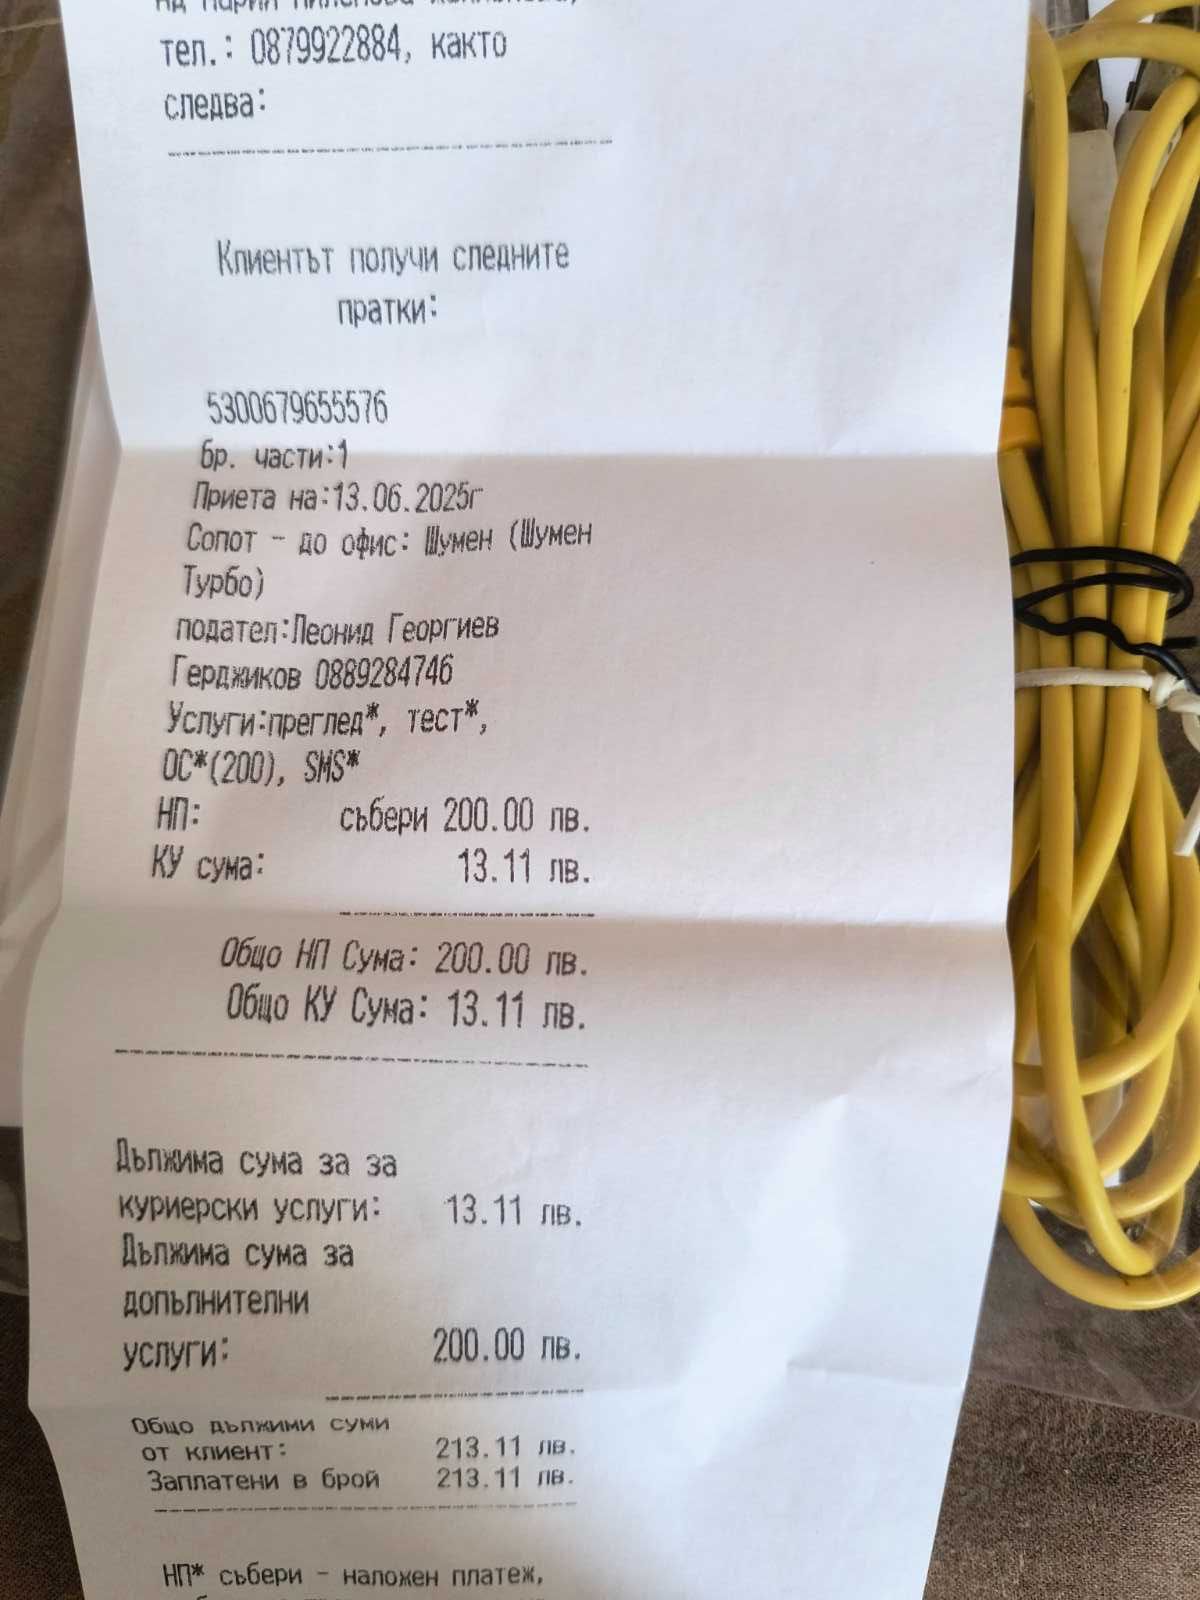 тел.: 0879922884, както
следва:
Клиентът получи следните
пратки:
5300679655576
бр. части:1
Приета на:13.06.2025г
Сопот - до офис: Шумен (Шумен
Турбо)
подател:Леонид Георгиев
Герджиков 0889284746
Услуги:преглед*, тест*,
ОС*(200), SMS*
НП: събери 200.00 лв.
КУ сума: 13.11 лв.
Общо НП Сума: 200.00 лв.
Общо КУ Сума: 13.11 лв.
Дължима сума за за
куриерски услуги: 13.11 лв.
Дължима сума за
допълнителни
услуги: 200.00 лв.
Общо дължими суми
от клиент: 213.11 лв.
Заплатени в брой 213.11 лв.
НП* събери - наложен платеж,